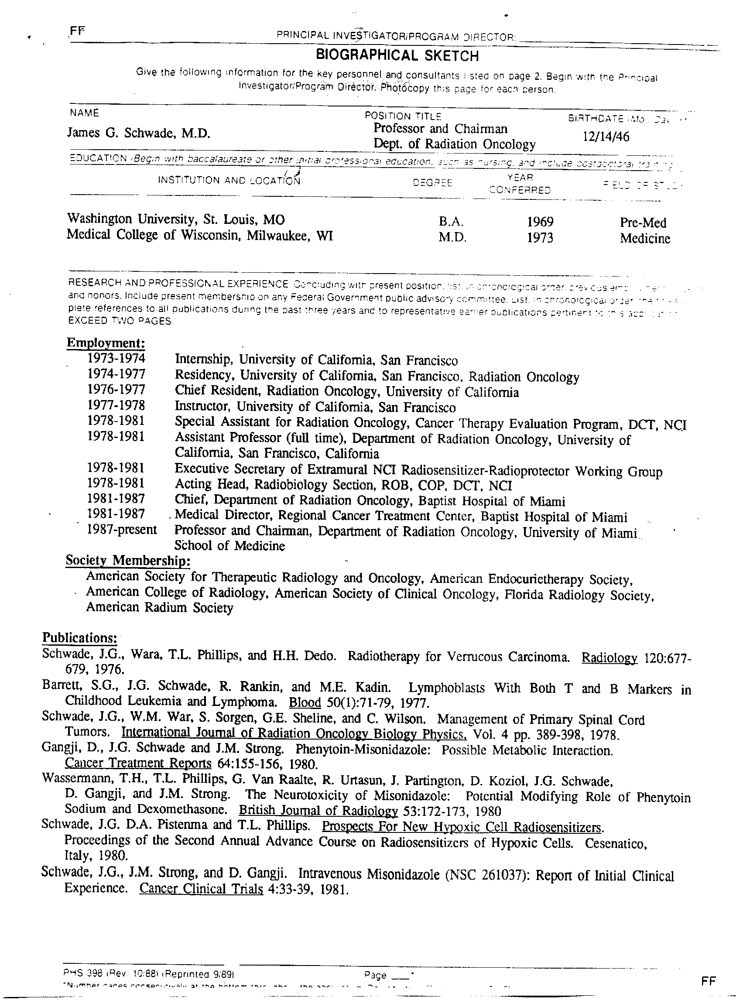 FF
PRINCIPAL INVESTIGATOR/PROGRAM DIRECTOR:
BIOGRAPHICAL SKETCH
Give the following information for the key personnel and consultants listed on page 2. Begin with the Principal
Investigator/Program Director. Photocopy this page for each person.
NAME POSITION TITLE BIRTHDATE (Mo., Day,
James G. Schwade, M.D. Professor and Chairman
Dept. of Radiation Oncology 12/14/46
EDUCATION (Begin with baccalaureate or other initial professional education, such as nursing, and include postdoctoral training
INSTITUTION AND LOCATION DEGREE YEAR CONFERRED FIELD OF STUDY
Washington University, St. Louis, MO B.A. 1969 Pre-Med
Medical College of Wisconsin, Milwaukee, WI M.D. 1973 Medicine
RESEARCH AND PROFESSIONAL EXPERIENCE: Concluding with present position, list, in chronological order, previous
and honors. Include present membership on any Federal Government public advisory committee. List, in chronological order
plete references to all publications during the past three years and to representative earlier publications pertinent to this
EXCEED TWO PAGES
Employment:
1973-1974 Internship, University of California, San Francisco
1974-1977 Residency, University of California, San Francisco, Radiation Oncology
1976-1977 Chief Resident, Radiation Oncology, University of California
1977-1978 Instructor, University of California, San Francisco
1978-1981 Special Assistant for Radiation Oncology, Cancer Therapy Evaluation Program, DCT, NCI
1978-1981 Assistant Professor (full time), Department of Radiation Oncology, University of
California, San Francisco, California
1978-1981 Executive Secretary of Extramural NCI Radiosensitizer-Radioprotector Working Group
1978-1981 Acting Head, Radiobiology Section, ROB, COP, DCT, NCI
1981-1987 Chief, Department of Radiation Oncology, Baptist Hospital of Miami
1981-1987 Medical Director, Regional Cancer Treatment Center, Baptist Hospital of Miami
1987-present Professor and Chairman, Department of Radiation Oncology, University of Miami
School of Medicine
Society Membership:
American Society for Therapeutic Radiology and Oncology, American Endocurietherapy Society,
American College of Radiology, American Society of Clinical Oncology, Florida Radiology Society,
American Radium Society
Publications:
Schwade, J.G., Wara, T.L. Phillips, and H.H. Dedo. Radiotherapy for Verrucous Carcinoma. Radiology 120:677-
679, 1976.
Barrett, S.G., J.G. Schwade, R. Rankin, and M.E. Kadin. Lymphoblasts With Both T and B Markers in
Childhood Leukemia and Lymphoma. Blood 50(1):71-79, 1977.
Schwade, J.G., W.M. War, S. Sorgen, G.E. Sheline, and C. Wilson. Management of Primary Spinal Cord
Tumors. International Journal of Radiation Oncology Biology Physics, Vol. 4 pp. 389-398, 1978.
Gangji, D., J.G. Schwade and J.M. Strong. Phenytoin-Misonidazole: Possible Metabolic Interaction.
Cancer Treatment Reports 64:155-156, 1980.
Wassermann, T.H., T.L. Phillips, G. Van Raalte, R. Urtasun, J. Partington, D. Koziol, J.G. Schwade,
D. Gangji, and J.M. Strong. The Neurotoxicity of Misonidazole: Potential Modifying Role of Phenytoin
Sodium and Dexomethasone. British Journal of Radiology 53:172-173, 1980
Schwade, J.G. D.A. Pistenma and T.L. Phillips. Prospects For New Hypoxic Cell Radiosensitizers.
Proceedings of the Second Annual Advance Course on Radiosensitizers of Hypoxic Cells. Cesenatico,
Italy, 1980.
Schwade, J.G., J.M. Strong, and D. Gangji. Intravenous Misonidazole (NSC 261037): Report of Initial Clinical
Experience. Cancer Clinical Trials 4:33-39, 1981.
PHS 398 (Rev. 10/88) (Reprinted 9/89) Page ___*
*Number pages consecutively at the bottom
FF